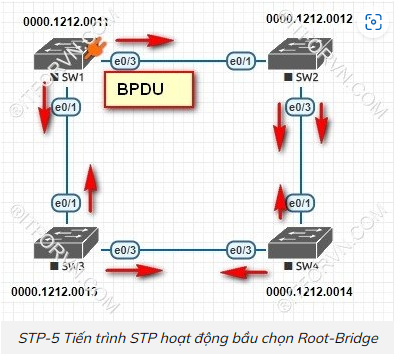 0000.1212.0011
0000.1212.0012
SW1
e0/3
e0/1
SW2
BPDU
e0/1
e0/3
e0/1
e0/1
SW3
e0/3
e0/3
SW4
0000.1212.0013
0000.1212.0014
@ITFORVN.COM
@ITFORVN.COM
@ITFORVN.COM
@ITFORVN.COM
STP-5 Tiến trình STP hoạt động bầu chọn Root-Bridge